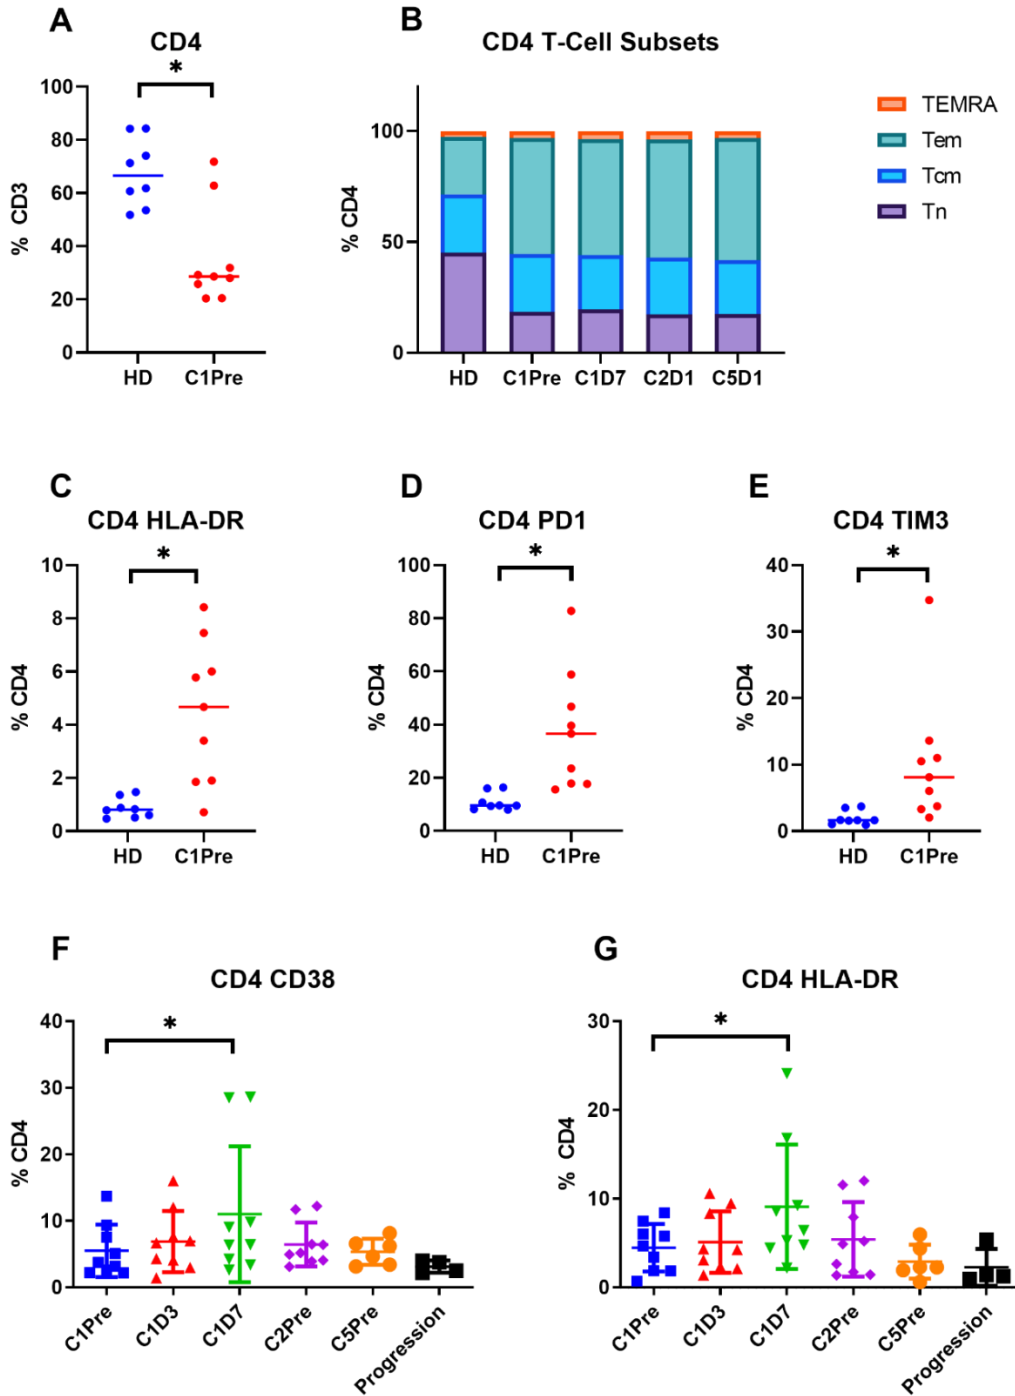 A
CD4
*
% CD3
100
80
60
40
20
0
HD C1Pre
B
CD4 T-Cell Subsets
% CD4
100
50
0
HD C1Pre C1D7 C2D1 C5D1
TEMRA
Tem
Tcm
Tn
C
CD4 HLA-DR
*
% CD4
10
8
6
4
2
0
HD C1Pre
D
CD4 PD1
*
% CD4
100
80
60
40
20
0
HD C1Pre
E
CD4 TIM3
*
% CD4
40
30
20
10
0
HD C1Pre
F
CD4 CD38
*
% CD4
40
30
20
10
0
C1Pre C1D3 C1D7 C2Pre C5Pre Progression
G
CD4 HLA-DR
*
% CD4
30
20
10
0
C1Pre C1D3 C1D7 C2Pre C5Pre Progression